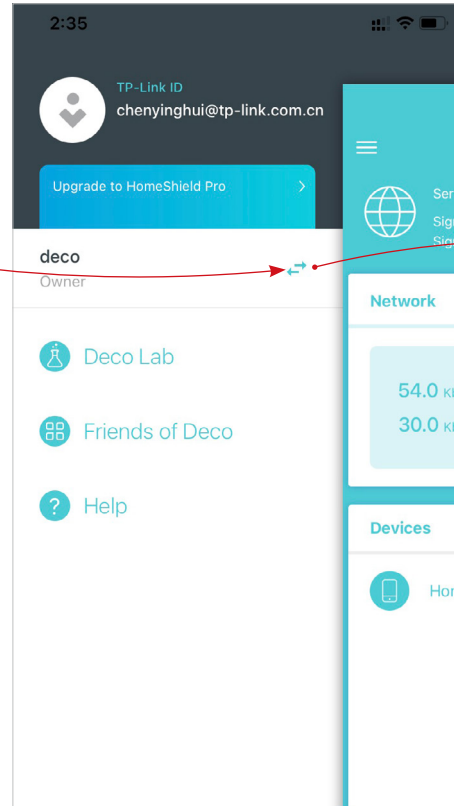 2:35
TP-Link ID
chenyinghui@tp-link.com.cn
Upgrade to HomeShield Pro
deco
Owner
Deco Lab
Friends of Deco
Help
Network
54.0
30.0
Devices